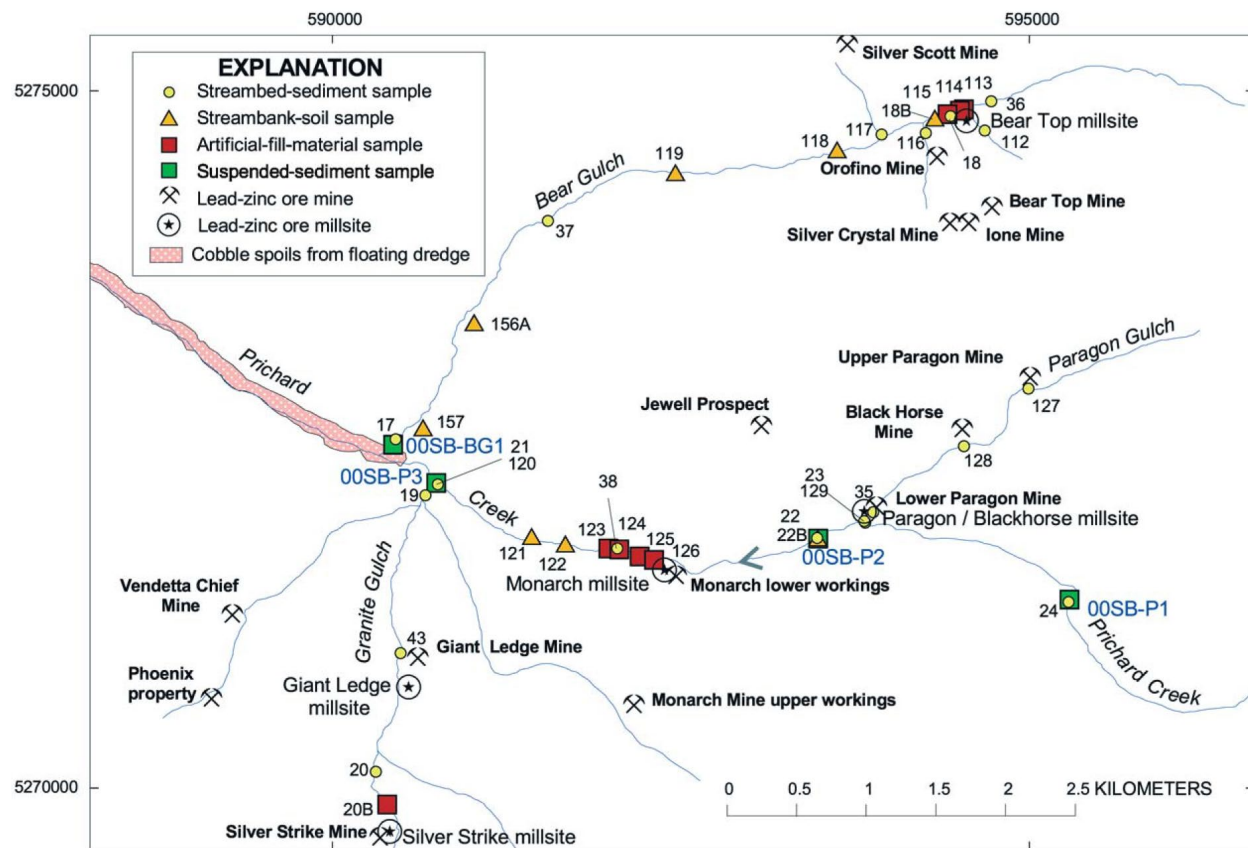 590000
595000
5275000
5270000
EXPLANATION
Streambed-sediment sample
Streambank-soil sample
Artificial-fill-material sample
Suspended-sediment sample
Lead-zinc ore mine
Lead-zinc ore millsite
Cobble spoils from floating dredge
Silver Scott Mine
115
114
113
18B
36
117
Bear Top millsite
118
116
112
18
119
Orofino Mine
Bear Gulch
Bear Top Mine
37
Silver Crystal Mine
Ione Mine
156A
Prichard
Upper Paragon Mine
Paragon Gulch
127
Jewell Prospect
Black Horse
Mine
17
157
00SB-BG1
21
120
128
00SB-P3
19
Creek
38
23
129
35
Lower Paragon Mine
Paragon / Blackhorse millsite
22
22B
00SB-P2
123
124
125
126
121
122
Monarch millsite
Monarch lower workings
Vendetta Chief
Mine
Granite Gulch
24
00SB-P1
Prichard Creek
43
Giant Ledge Mine
Phoenix
property
Giant Ledge
millsite
Monarch Mine upper workings
20
20B
Silver Strike Mine
Silver Strike millsite
0
0.5
1
1.5
2
2.5 KILOMETERS